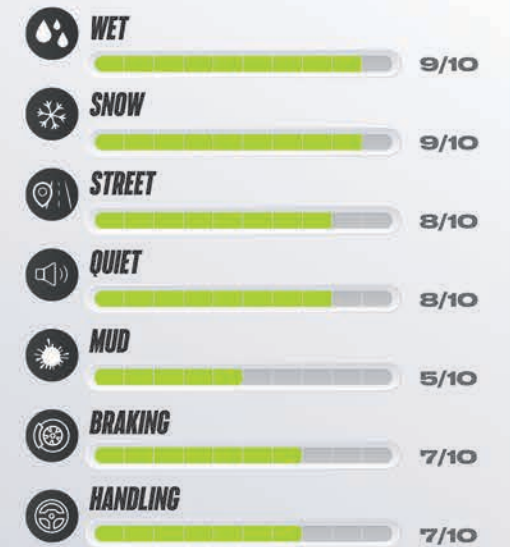 WET
9/10
SNOW
9/10
STREET
8/10
QUIET
8/10
MUD
5/10
BRAKING
7/10
HANDLING
7/10